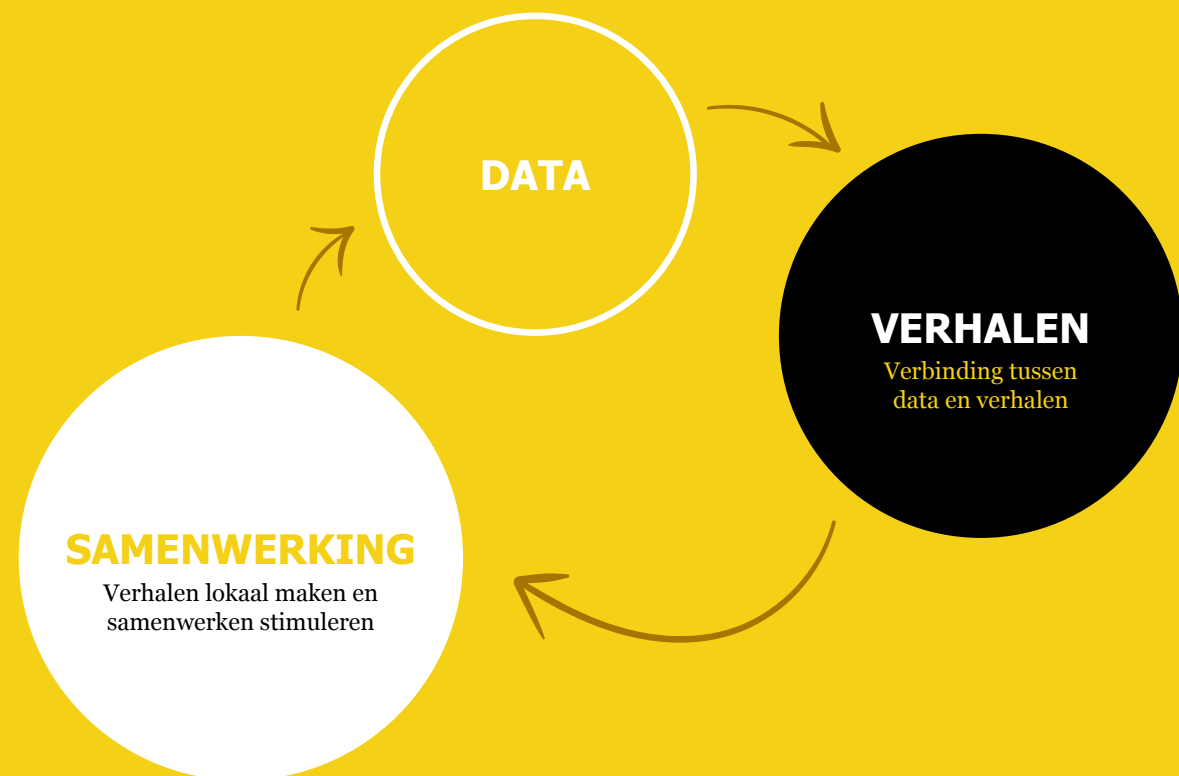 DATA
VERHALEN
Verbinding tussen
data en verhalen
SAMENWERKING
Verhalen lokaal maken en
samenwerken stimuleren